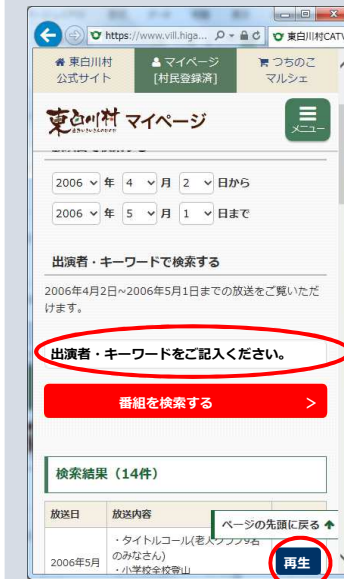 https://www.vill.higa...
東白川村CATV
東白川村
公式サイト
マイページ
[村民登録済]
つちのこ
マルシェ
東白川村 マイページ
メニュー
2006 年 4 月 2 日から
2006 年 5 月 1 日まで
出演者・キーワードで検索する
2006年4月2日~2006年5月1日までの放送をご覧いただ
けます。
出演者・キーワードをご記入ください。
番組を検索する >
検索結果（14件）
放送日 放送内容
ページの先頭に戻る
・タイトルコール(老人クラブ9名
のみなさん)
・小学校全校登山
2006年5月
再生